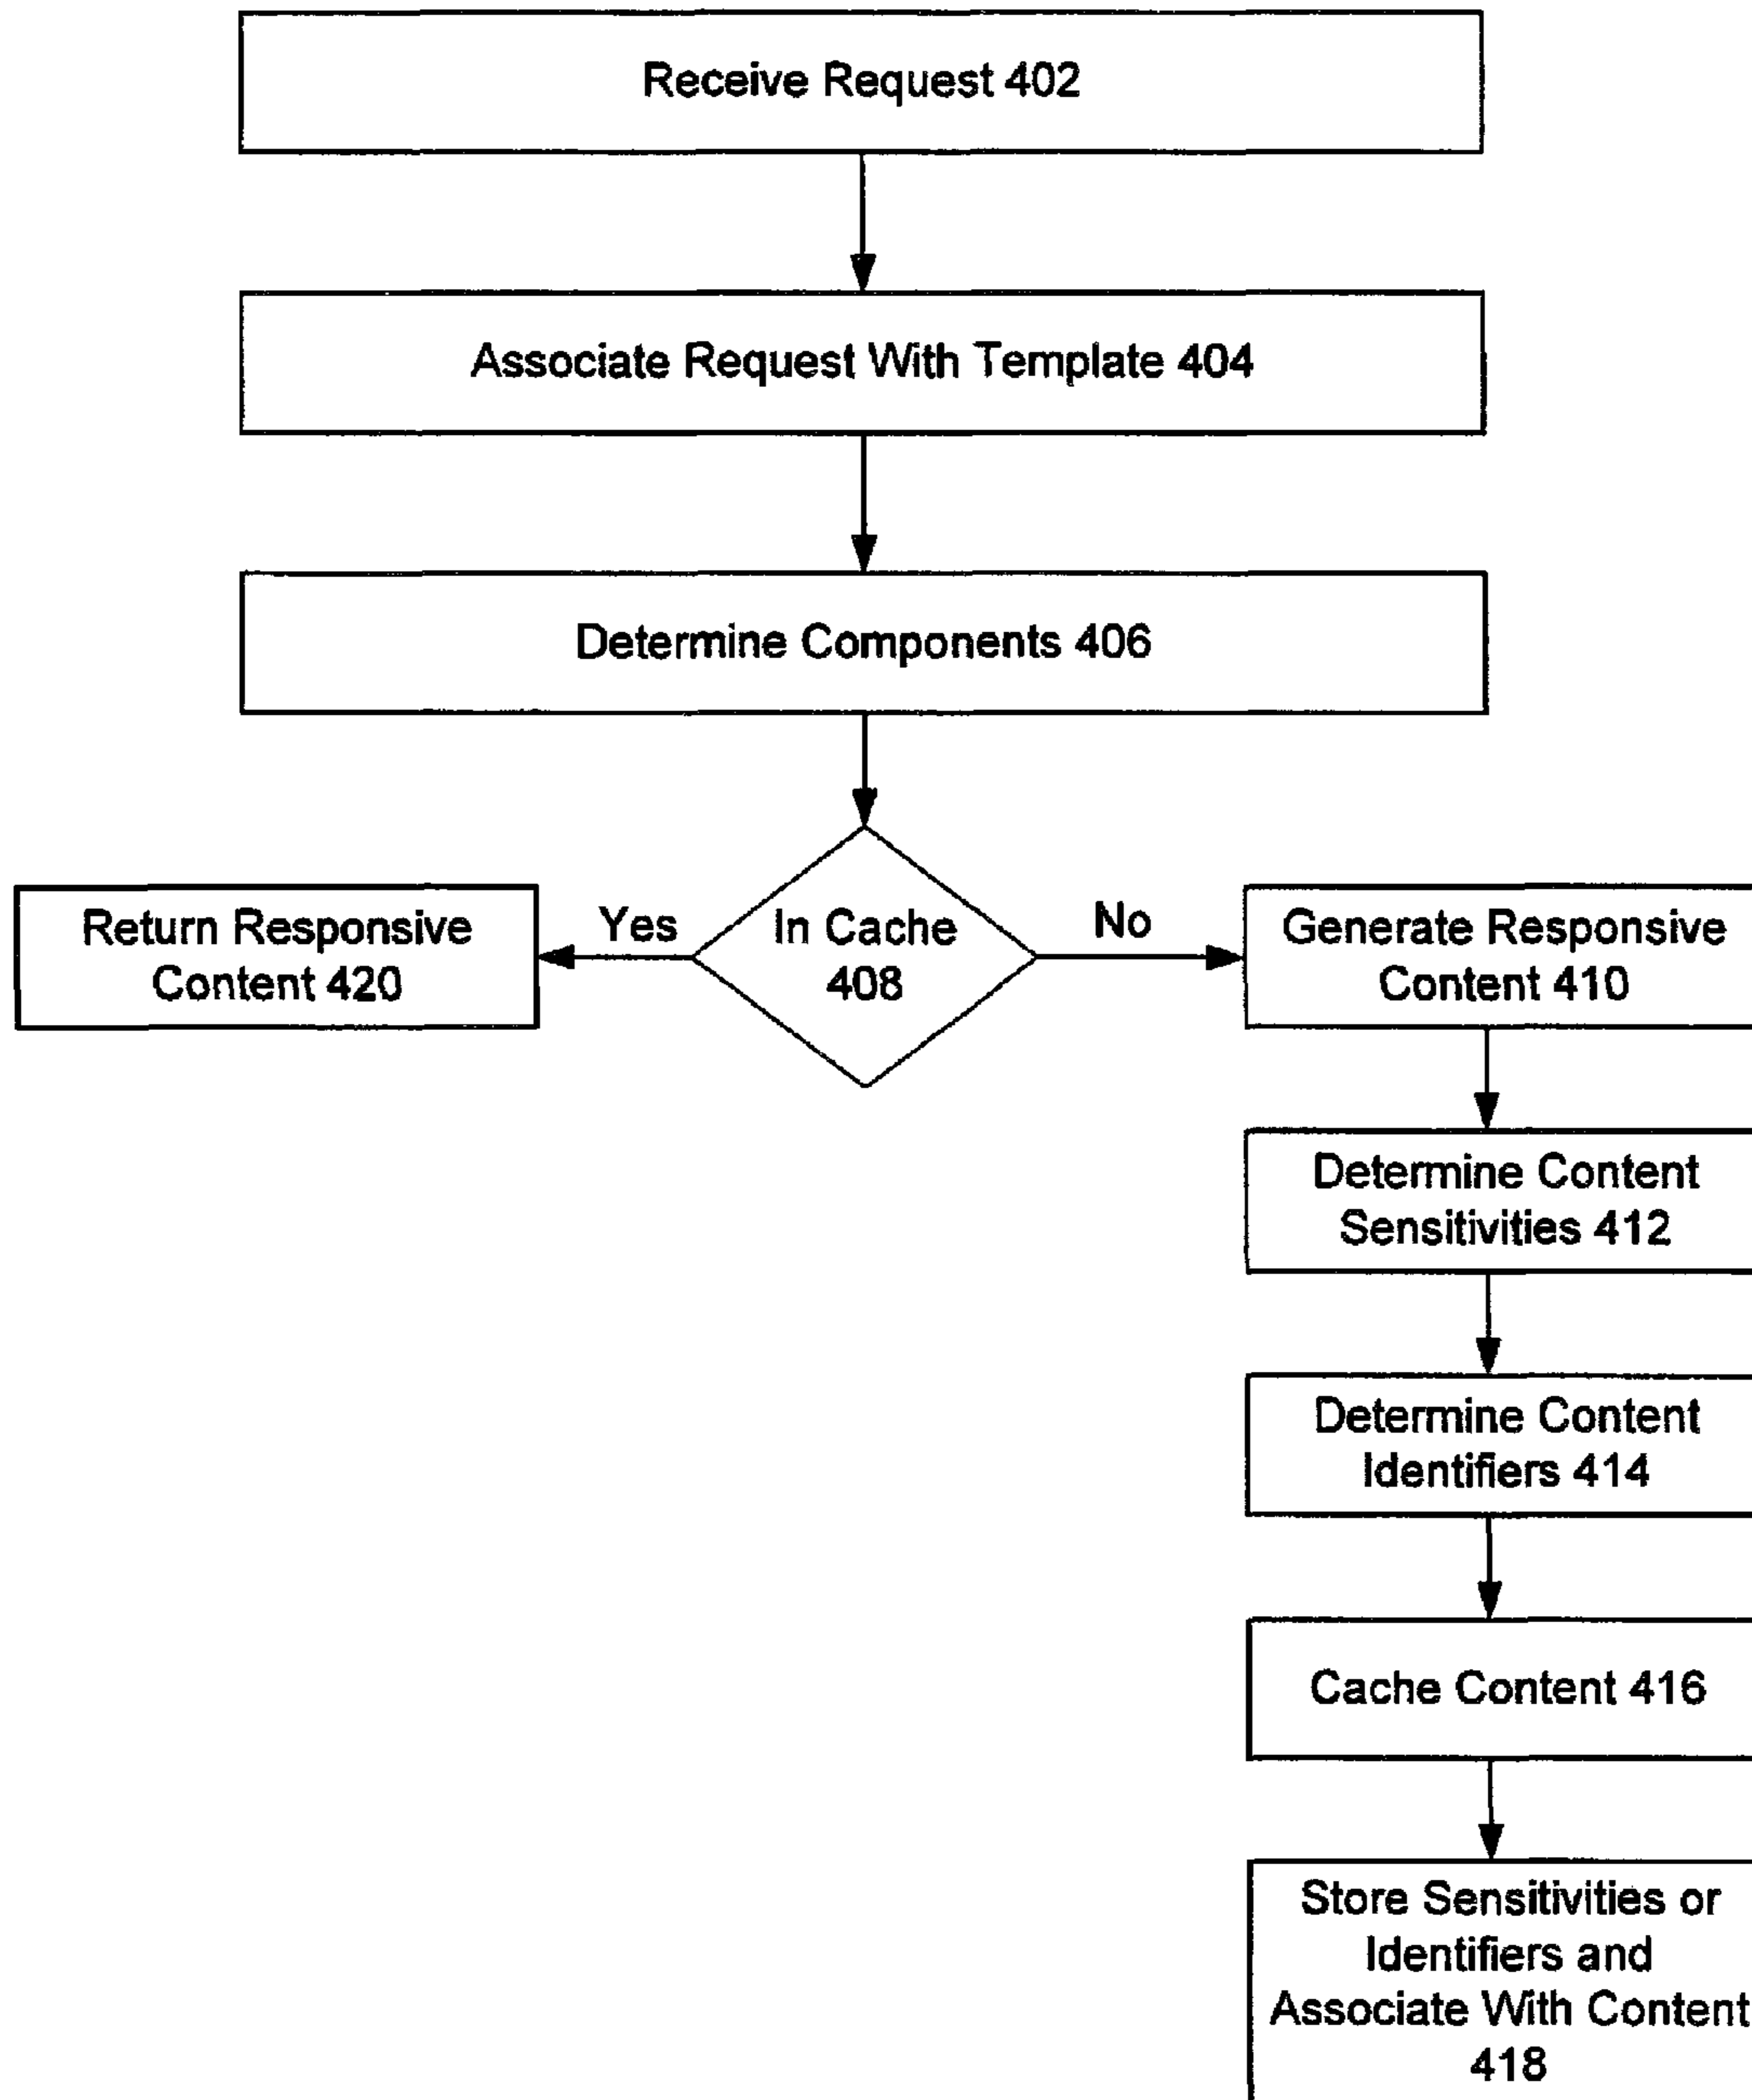 Receive Request 402
Associate Request With Template 404
Determine Components 406
Return Responsive
Content 420
Yes
In Cache
408
No
Generate Responsive
Content 410
Determine Content
Sensitivities 412
Determine Content
Identifiers 414
Cache Content 416
Store Sensitivities or
Identifiers and
Associate With Content
418